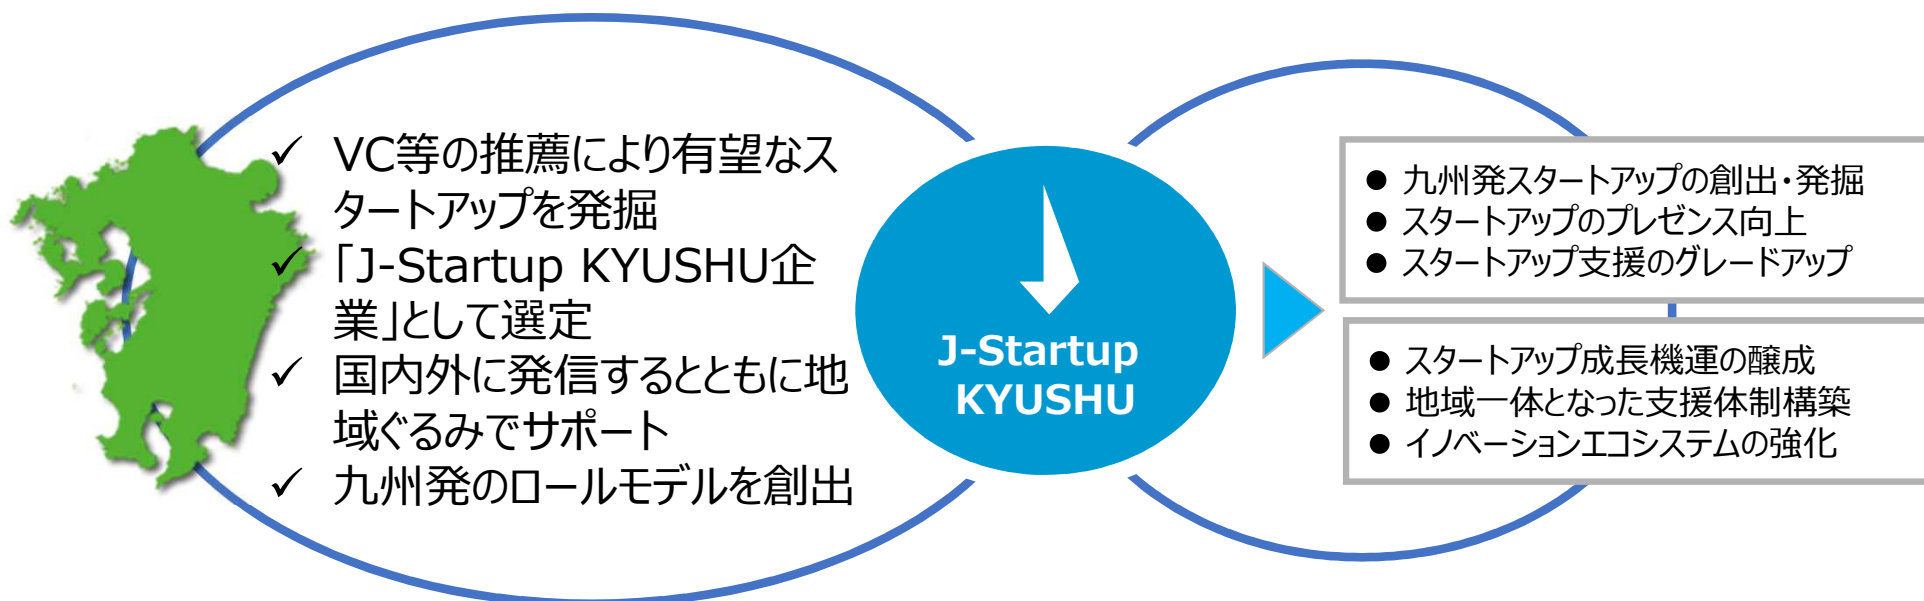 ✓ VC等の推薦により有望なス
タートアップを発掘
✓ 「J-Startup KYUSHU企
業」として選定
✓ 国内外に発信するとともに地
域ぐるみでサポート
✓ 九州発のロールモデルを創出
J-Startup
KYUSHU
● 九州発スタートアップの創出・発掘
● スタートアップのプレゼンス向上
● スタートアップ支援のグレードアップ
● スタートアップ成長機運の醸成
● 地域一体となった支援体制構築
● イノベーションエコシステムの強化